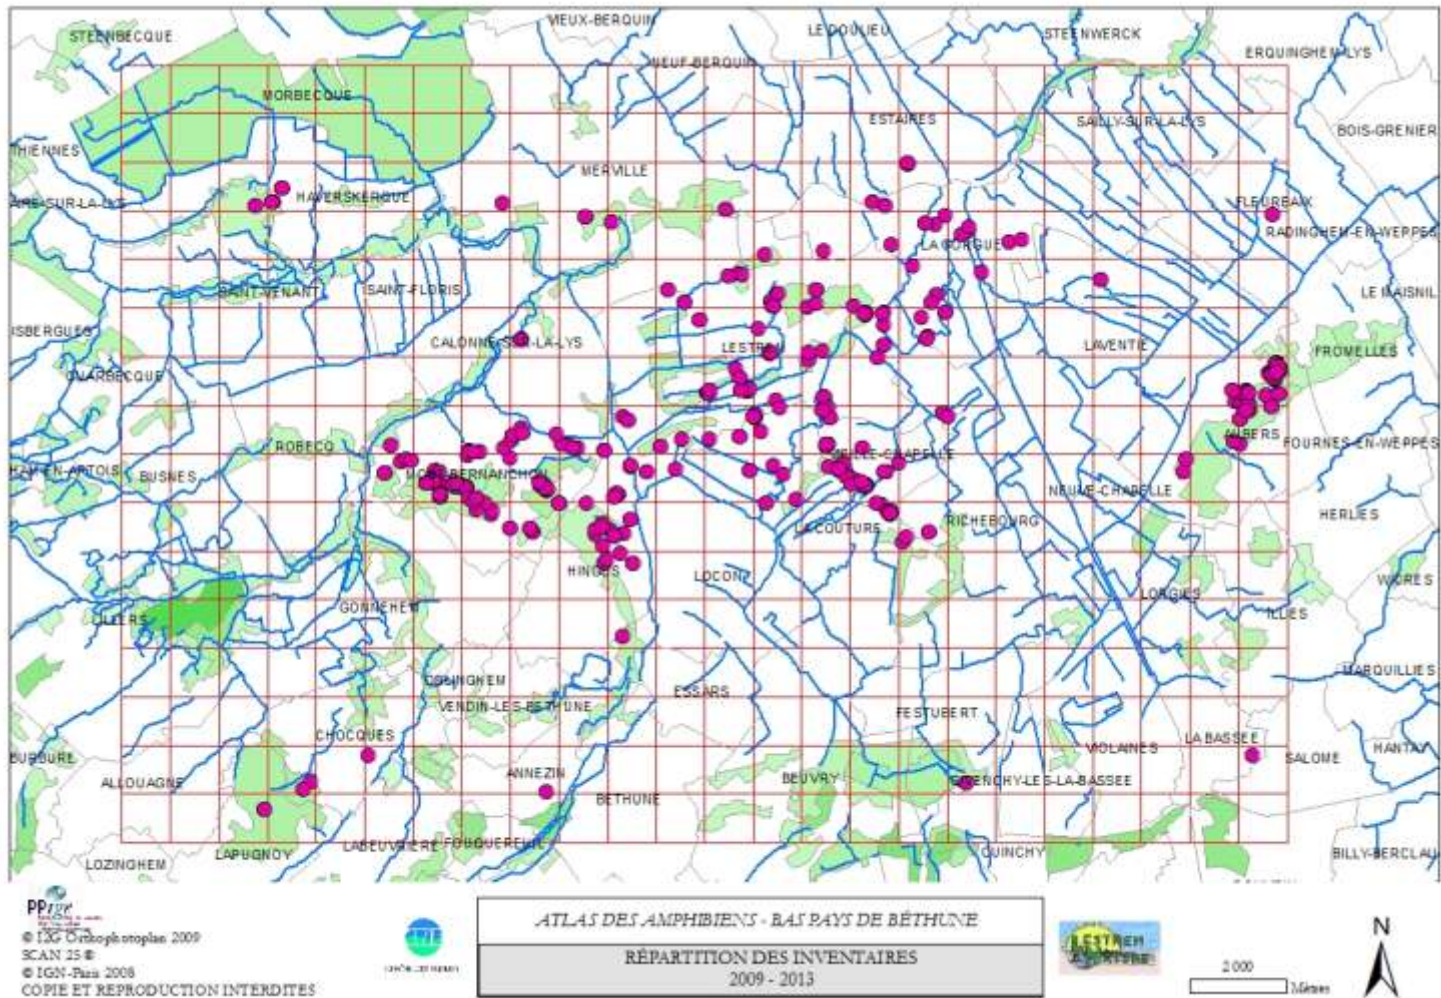 VIEUX-BERQUIN
LE DOULIEU
STEENBECQUE
STEENWERCK
ERQUINGHEM-LYS
NEUF-BERQUIN
MORBECQUE
ESTAIRES
SAILLY-SUR-LA-LYS
BOIS-GRENIER
THIENNES
MERVILLE
HAVERSKERQUE
AIRE-SUR-LA-LYS
FLEURBAIX
RADINGHEM-EN-WEPPES
LA GORGUE
SAINT-VENANT
SAINT-FLORIS
LE MAISNIL
ISBERGUES
CALONNE-SUR-LA-LYS
LESTREM
LAVENTIE
FROMELLES
GUARBECQUE
AUBERS
FOURNES-EN-WEPPES
ROBECQ
HAM-EN-ARTOIS
BUSNES
MONT-BERNANCHON
VIEILLE-CHAPELLE
NEUVE-CHAPELLE
HERLIES
LA COUTURE
RICHEBOURG
HINGES
LOCON
WICRES
LORGIES
ILLIES
LILLERS
GONNEHEM
MARQUILLIES
OBLINGHEM
VENDIN-LES-BETHUNE
ESSARS
FESTUBERT
CHOCQUES
VIOLAINES
LA BASSEE
SALOME
HANTAY
BURBURE
ALLOUAGNE
ANNEZIN
BEUVRY
GIVENCHY-LES-LA-BASSEE
BETHUNE
LOZINGHEM
LAPUGNOY
LABEUVRIERE
FOUQUEREUIL
CUINCHY
BILLY-BERCLAU
PPige
© I2G Orthophotoplan 2009
SCAN 25 ®
© IGN-Paris 2008
COPIE ET REPRODUCTION INTERDITES
ATLAS DES AMPHIBIENS - BAS PAYS DE BÉTHUNE
RÉPARTITION DES INVENTAIRES
2009 - 2013
LESTREM
NATURE
2 000
Mètres
N